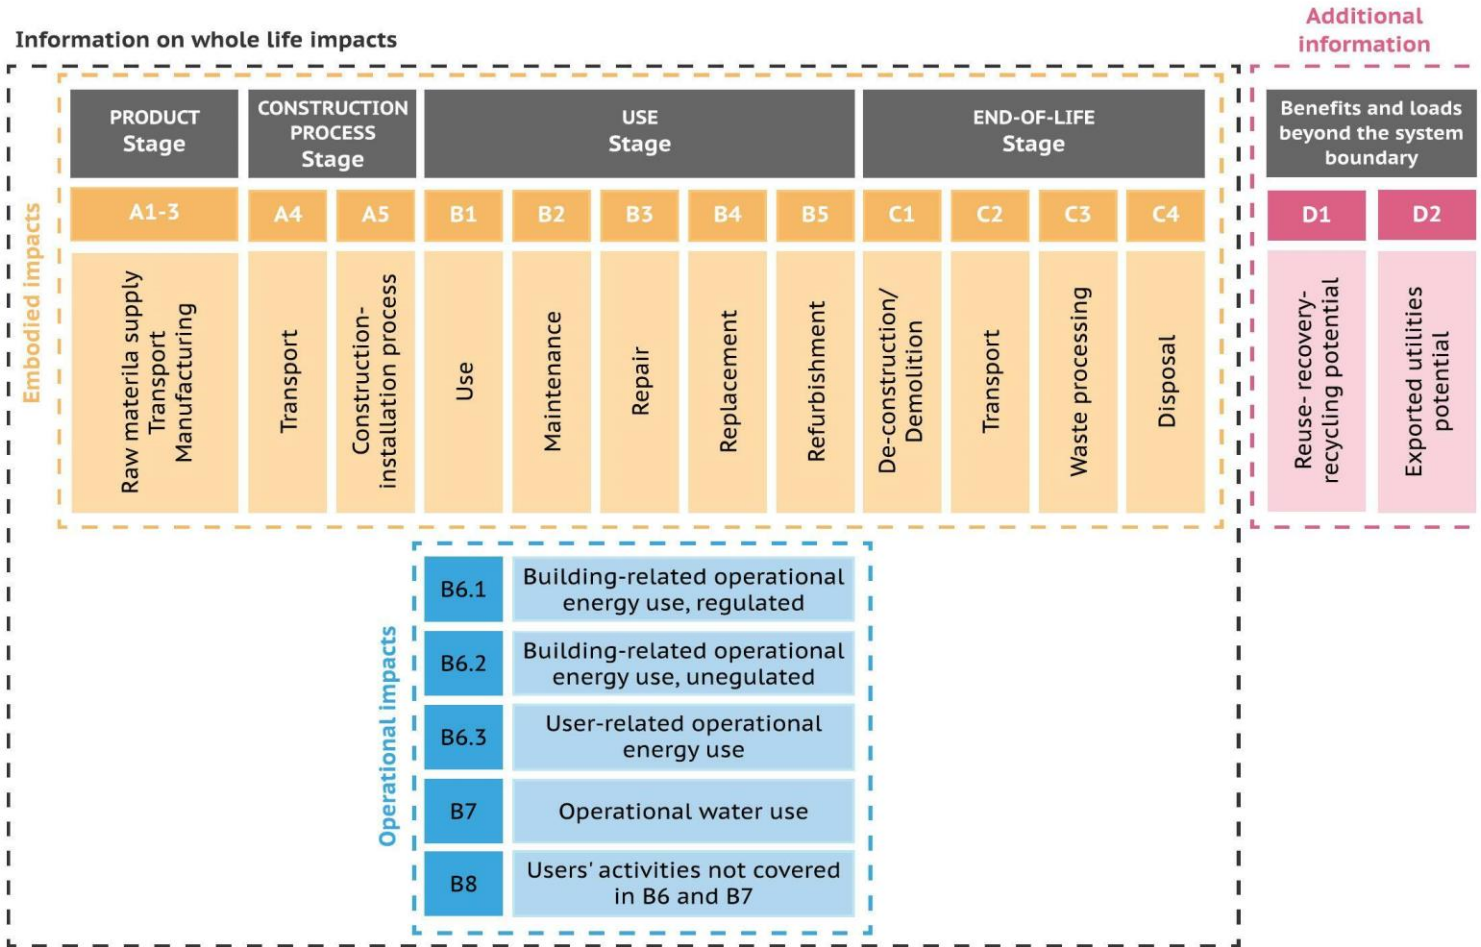 Additional
information
Information on whole life impacts
PRODUCT
Stage
CONSTRUCTION
PROCESS
Stage
USE
Stage
END-OF-LIFE
Stage
Benefits and loads
beyond the system
boundary
Embodied impacts
A1-3
A4
A5
B1
B2
B3
B4
B5
C1
C2
C3
C4
D1
D2
Raw materila supply
Transport
Manufacturing
Transport
Construction-
installation process
Use
Maintenance
Repair
Replacement
Refurbishment
De-construction/
Demolition
Transport
Waste processing
Disposal
Reuse- recovery-
recycling potential
Exported utilities
potential
Operational impacts
B6.1
Building-related operational
energy use, regulated
B6.2
Building-related operational
energy use, unegulated
B6.3
User-related operational
energy use
B7
Operational water use
B8
Users' activities not covered
in B6 and B7